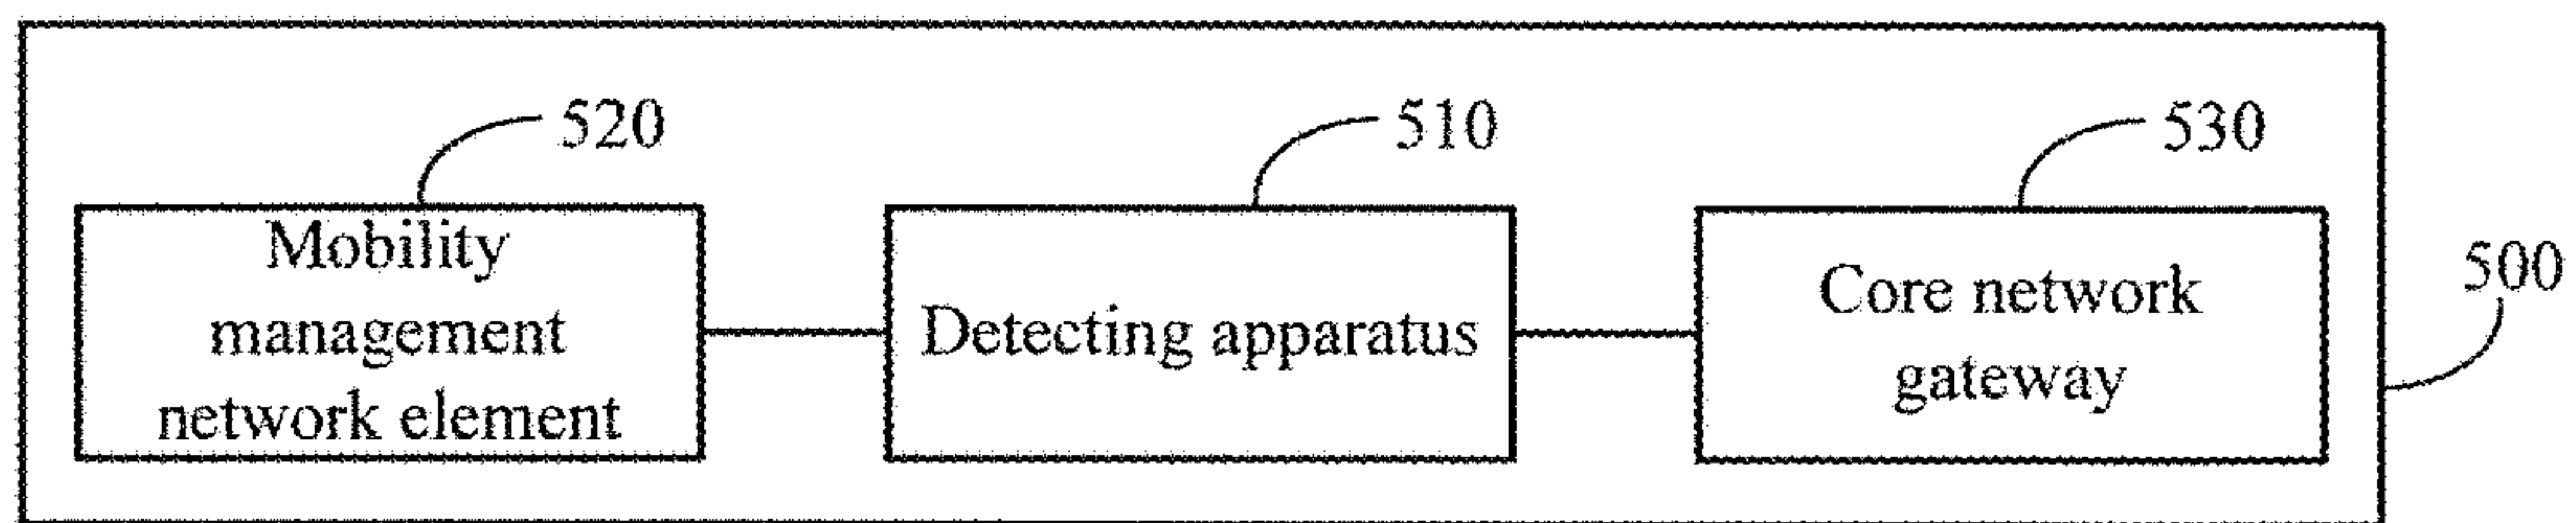 520
510
530
Mobility
management
network element
Detecting apparatus
Core network
gateway
500